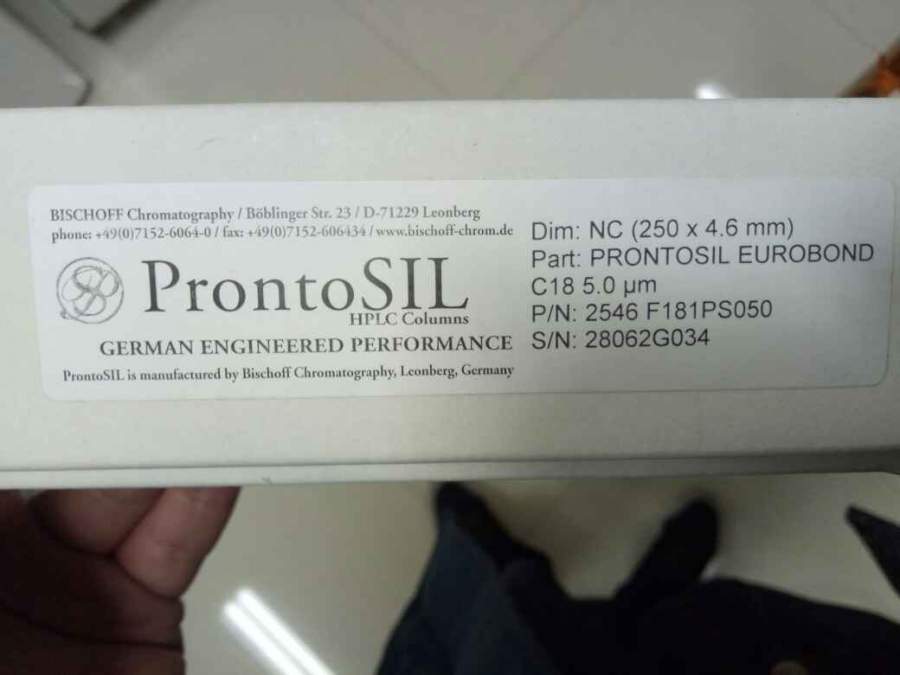 BISCHOFF Chromatography / Böblinger Str. 23 / D-71229 Leonberg
phone: +49(0)7152-6064-0 / fax: +49(0)7152-606434 / www.bischoff-chrom.de
ProntoSIL
HPLC Columns
GERMAN ENGINEERED PERFORMANCE
ProntoSIL is manufactured by Bischoff Chromatography, Leonberg, Germany
Dim: NC (250 x 4.6 mm)
Part: PRONTOSIL EUROBOND
C18 5.0 µm
P/N: 2546 F181PS050
S/N: 28062G034